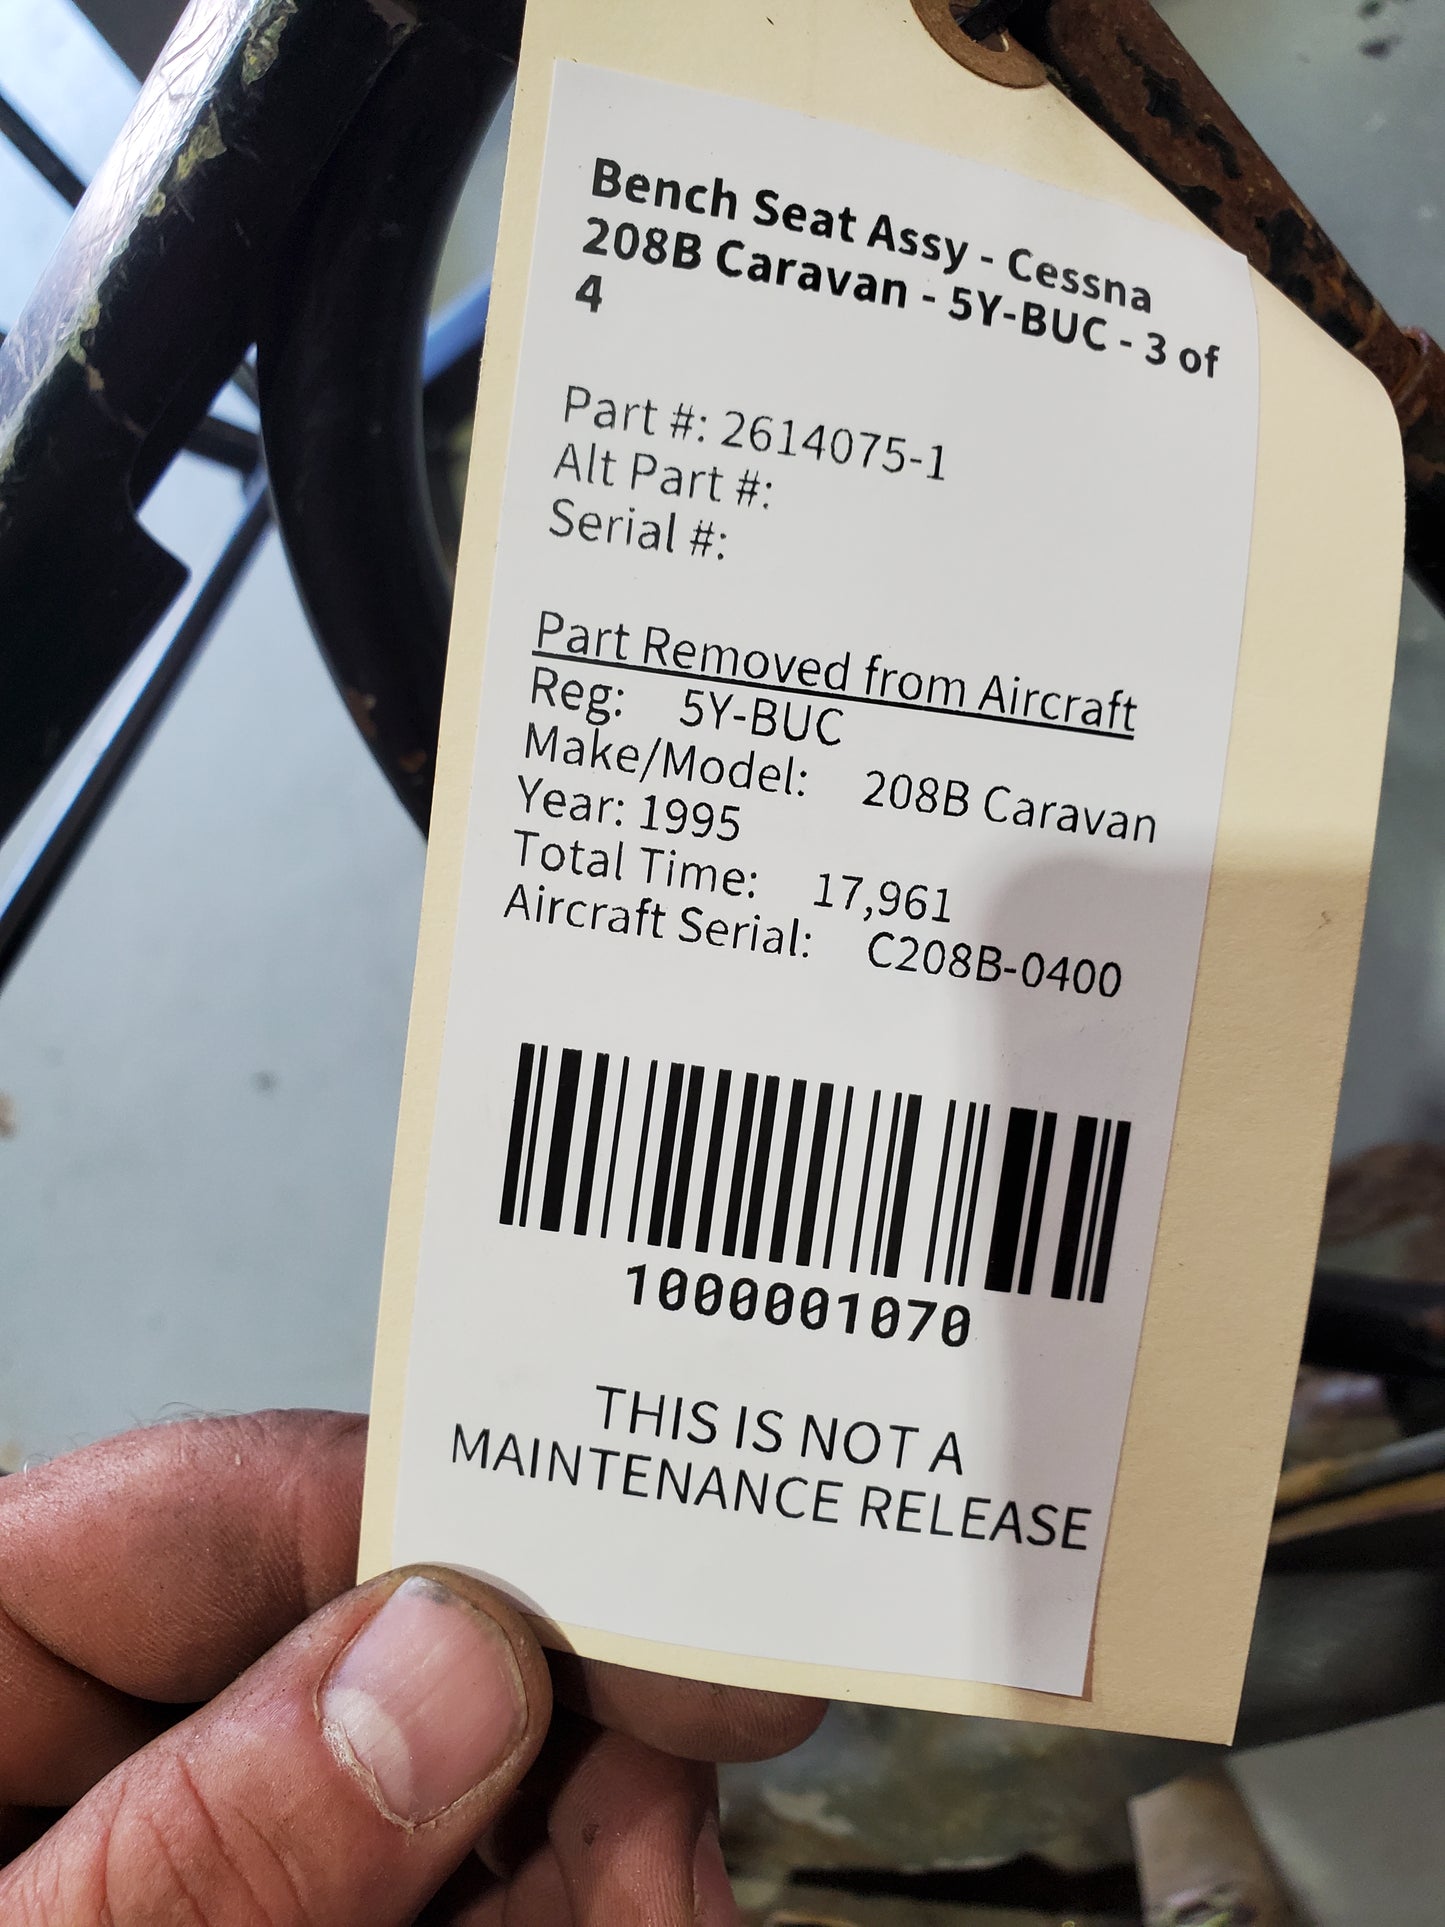 Bench Seat Assy - Cessna
208B Caravan - 5Y-BUC - 3 of
4
Part #: 2614075-1
Alt Part #:
Serial #:
Part Removed from Aircraft
Reg: 5Y-BUC
Make/Model: 208B Caravan
Year: 1995
Total Time: 17,961
Aircraft Serial: C208B-0400
1000001070
THIS IS NOT A
MAINTENANCE RELEASE